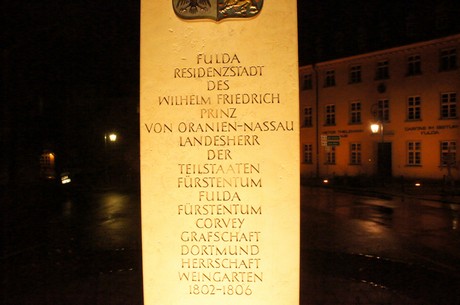 FULDA
RESIDENZSTADT
DES
WILHELM FRIEDRICH
PRINZ
VON ORANIEN-NASSAU
LANDESHERR
DER
TEILSTAATEN
FÜRSTENTUM
FULDA
FÜRSTENTUM
CORVEY
GRAFSCHAFT
DORTMUND
HERRSCHAFT
WEINGARTEN
1802-1806